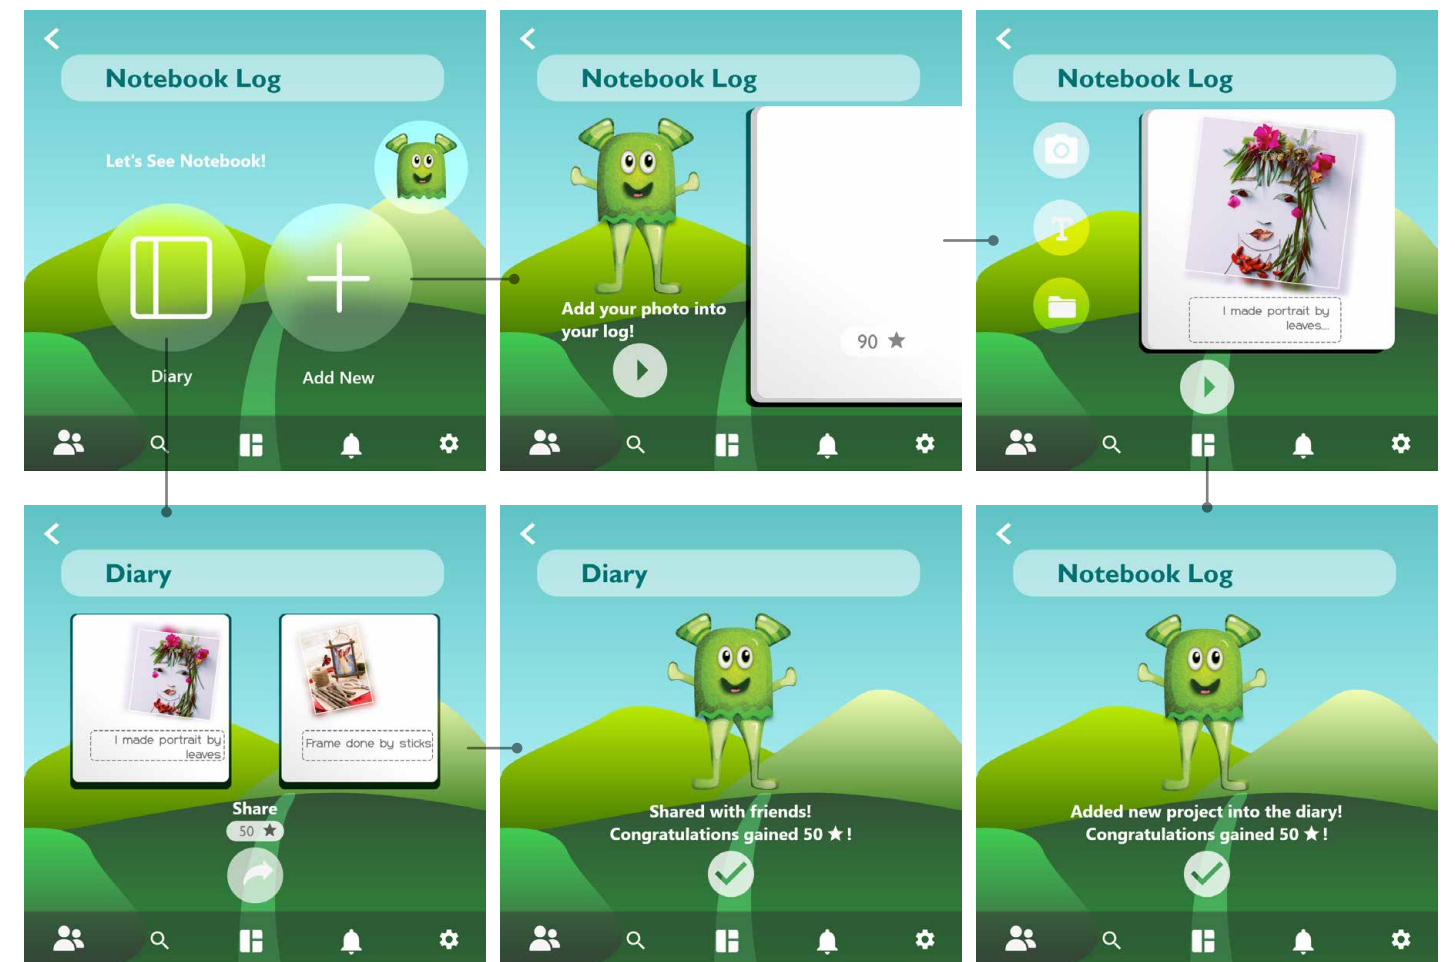 Notebook Log
Let's See Notebook!
Diary
Add New
Notebook Log
Add your photo into
your log!
90
Notebook Log
T
I made portrait by
leaves...
Diary
I made portrait by
leaves
Frame done by sticks
Share
50
Diary
Shared with friends!
Congratulations gained 50 ★ !
Notebook Log
Added new project into the diary!
Congratulations gained 50 ★ !